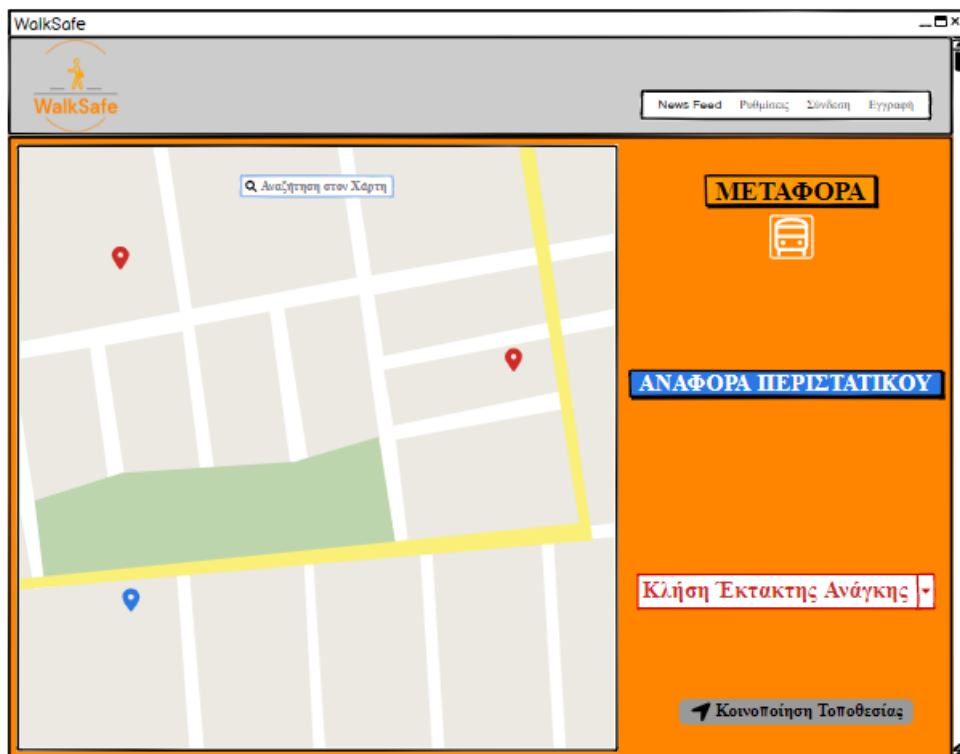 WalkSafe
WalkSafe
News Feed Ρυθμίσεις Σύνδεση Εγγραφή
Αναζήτηση στον Χάρτη
ΜΕΤΑΦΟΡΑ
ΑΝΑΦΟΡΑ ΠΕΡΙΣΤΑΤΙΚΟΥ
Κλήση Έκτακτης Ανάγκης
Κοινοποίηση Τοποθεσίας